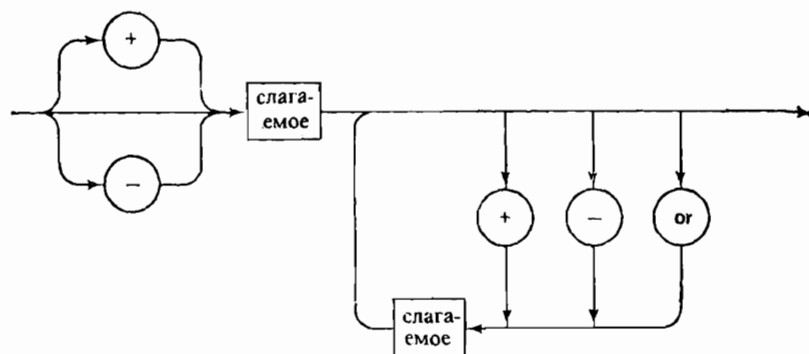 +
слага-
емое
−
+ − or
слага-
емое